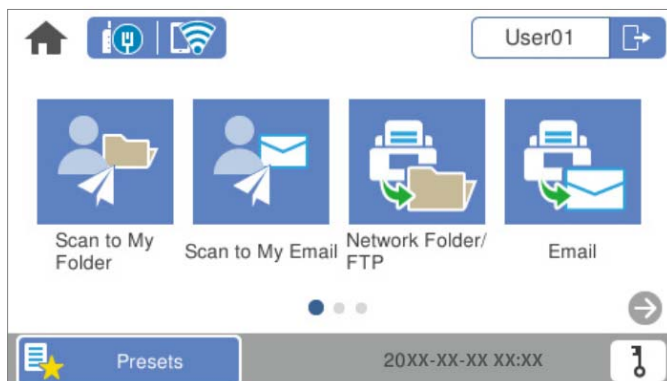 User01
Scan to My
Folder
Scan to My Email
Network Folder/
FTP
Email
Presets
20XX-XX-XX XX:XX